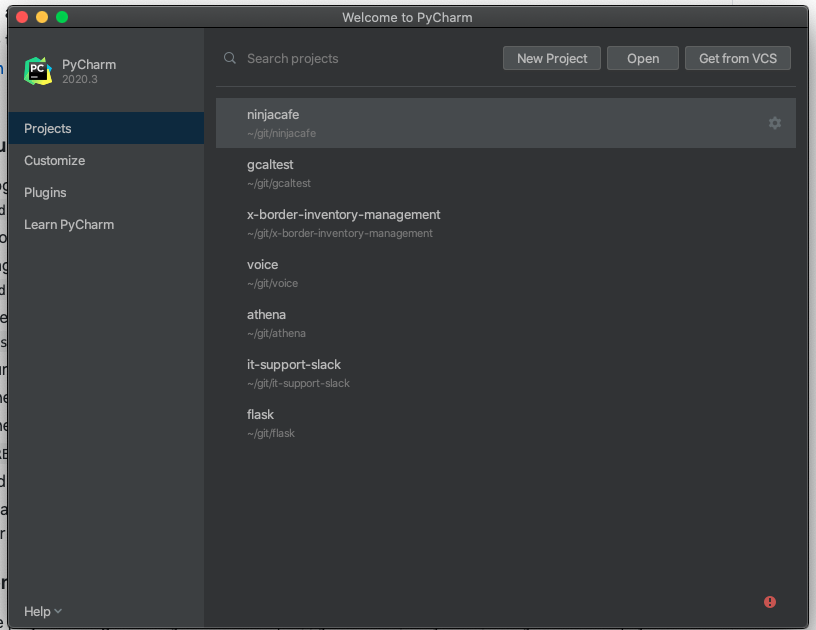 Welcome to PyCharm
PC
PyCharm
2020.3
Search projects
New Project
Open
Get from VCS
Projects
Customize
Plugins
Learn PyCharm
ninjacafe
~/git/ninjacafe
gcaltest
~/git/gcaltest
x-border-inventory-management
~/git/x-border-inventory-management
voice
~/git/voice
athena
~/git/athena
it-support-slack
~/git/it-support-slack
flask
~/git/flask
Help